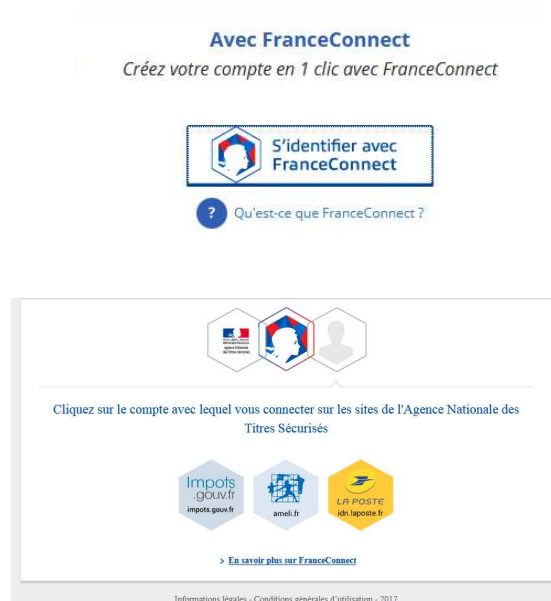 Avec FranceConnect
Créez votre compte en 1 clic avec FranceConnect
S'identifier avec
FranceConnect
? Qu'est-ce que FranceConnect ?
Cliquez sur le compte avec lequel vous connecter sur les sites de l'Agence Nationale des
Titres Sécurisés
Impots
.gouv.fr
impots.gouv.fr
ameli.fr
LA POSTE
idn.laposte.fr
> En savoir plus sur FranceConnect
Informations légales - Conditions générales d'utilisation - 2017